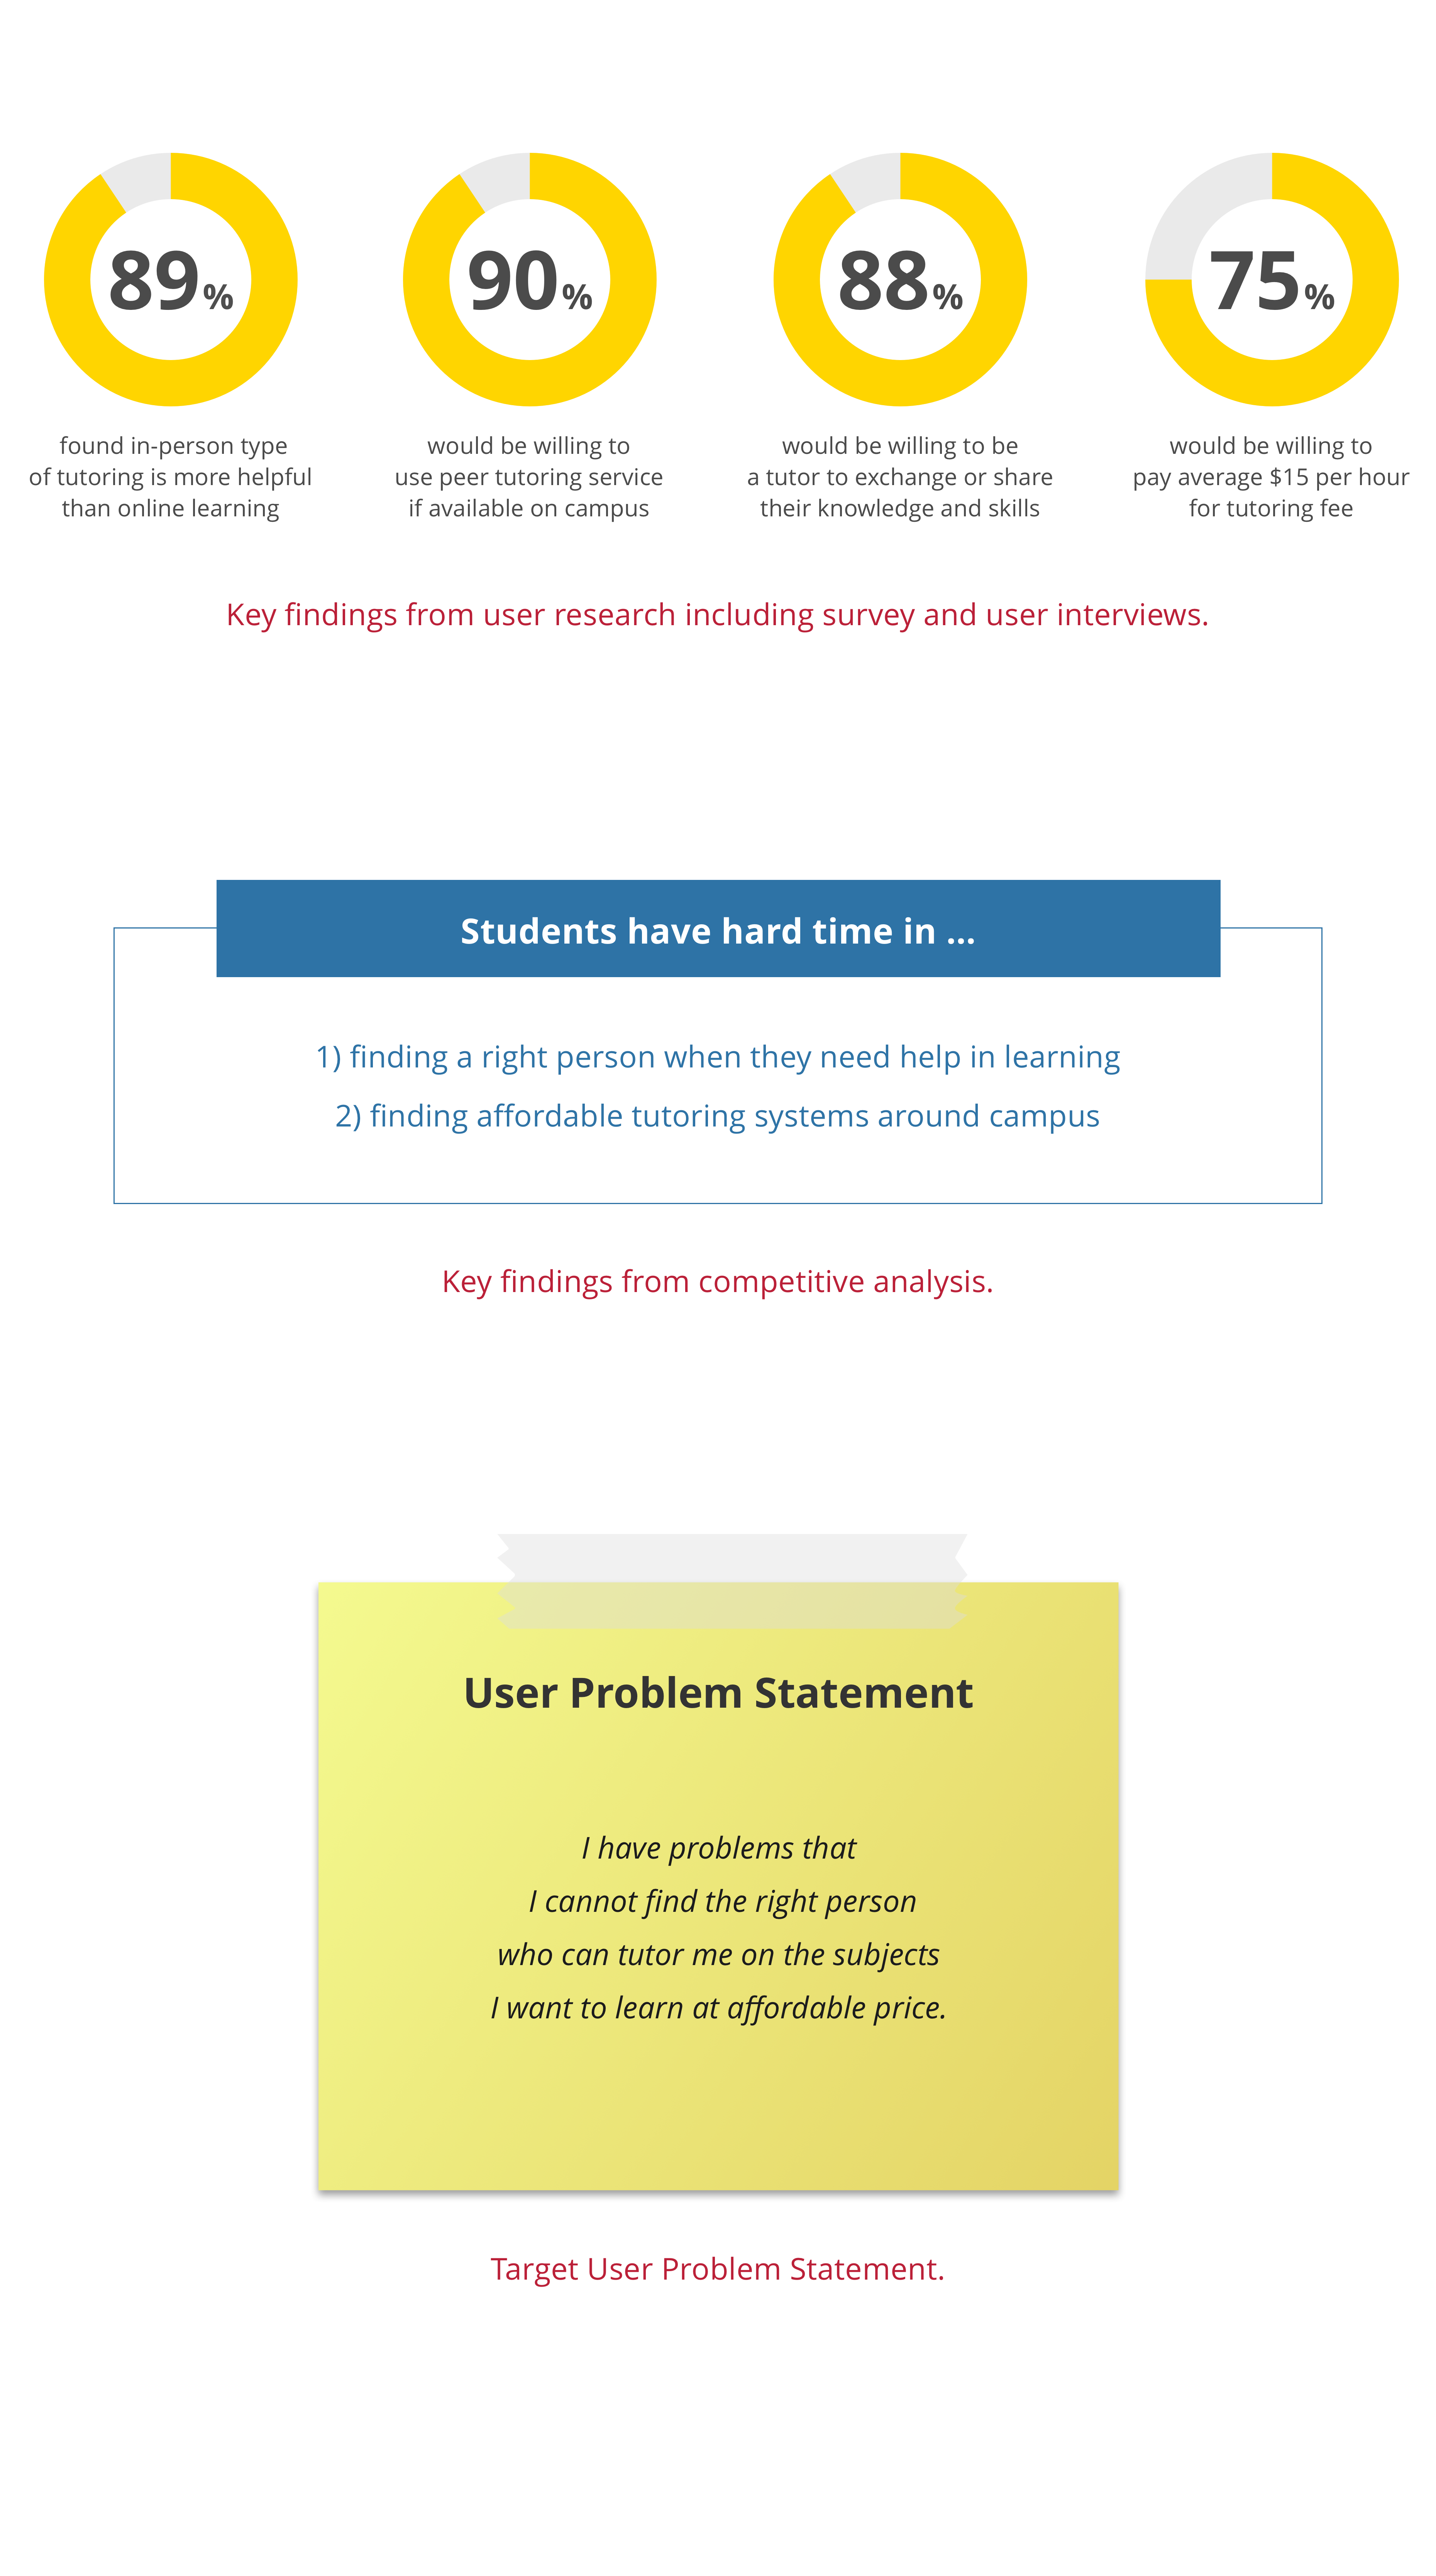 89%
found in-person type
of tutoring is more helpful
than online learning
90%
would be willing to
use peer tutoring service
if available on campus
88%
would be willing to be
a tutor to exchange or share
their knowledge and skills
75%
would be willing to
pay average $15 per hour
for tutoring fee
Key findings from user research including survey and user interviews.
Students have hard time in ...
1) finding a right person when they need help in learning
2) finding affordable tutoring systems around campus
Key findings from competitive analysis.
User Problem Statement
I have problems that
I cannot find the right person
who can tutor me on the subjects
I want to learn at affordable price.
Target User Problem Statement.